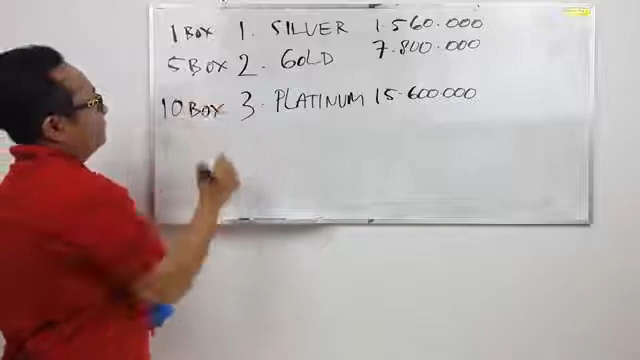 1 BOX 1. SILVER 1.560.000
5 BOX 2. GOLD 7.800.000
10 BOX 3. PLATINUM 15.600.000